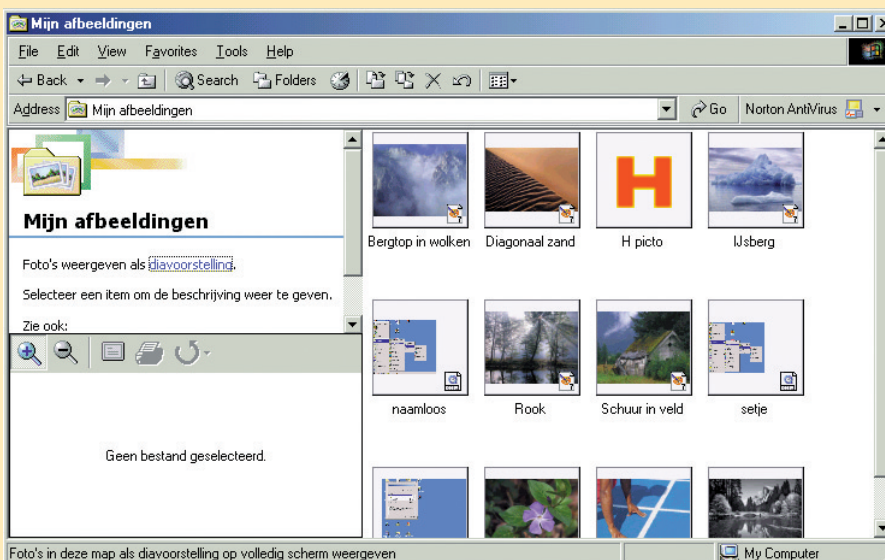 Mijn afbeeldingen
File Edit View Favorites Tools Help
Back Search Folders
Address Mijn afbeeldingen Go Norton AntiVirus
Mijn afbeeldingen
Foto's weergeven als diavoorstelling.
Selecteer een item om de beschrijving weer te geven.
Zie ook:
Geen bestand geselecteerd.
H
Bergtop in wolken Diagonaal zand H picto IJsberg
naamloos Rook Schuur in veld setje
Foto's in deze map als diavoorstelling op volledig scherm weergeven My Computer